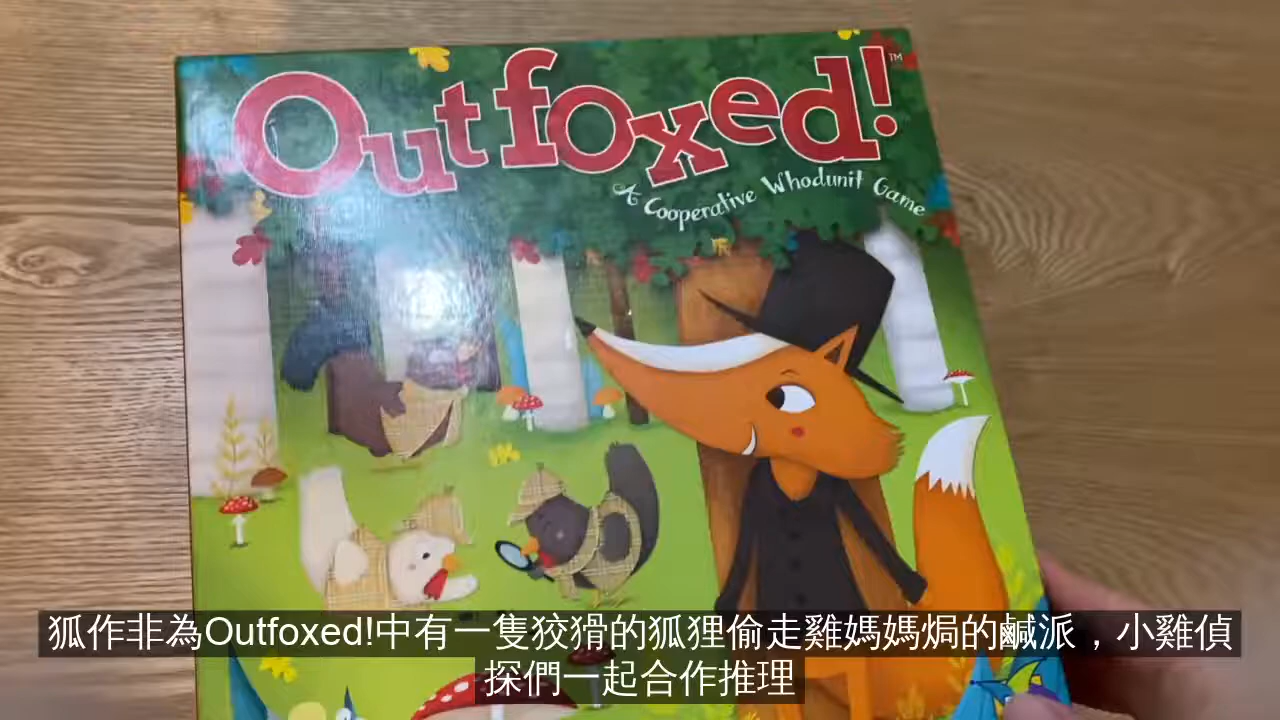 Outfoxed!™
A Cooperative Whodunit Game
狐作非為Outfoxed!中有一隻狡猾的狐狸偷走雞媽媽焗的鹹派，小雞偵
探們一起合作推理